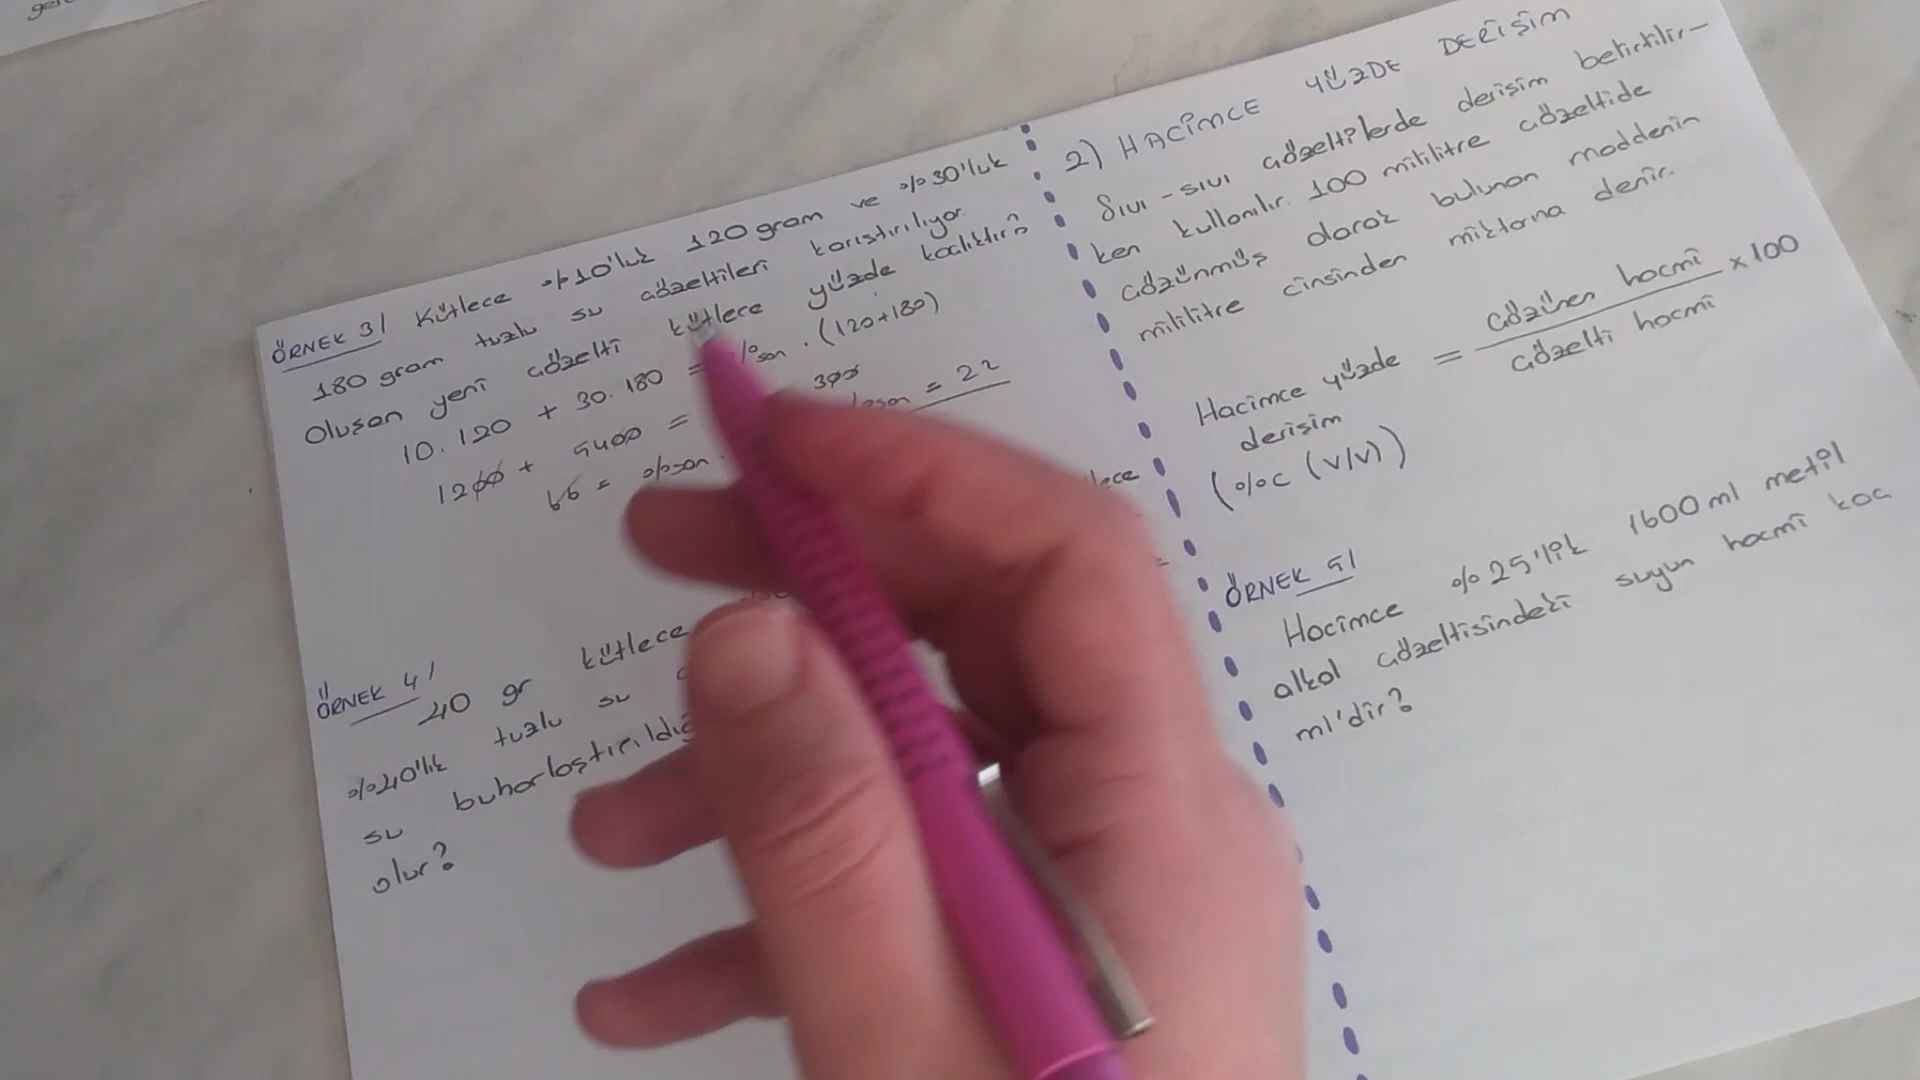 ÖRNEK 3/ Kütlece %10'luk 120 gram ve %30'luk
180 gram tuzlu su çözeltileri karıştırılıyor.
Oluşan yeni çözelti kütlece yüzde kaçlıktır?
10.120 + 30.180 = %son . (120+180)
1200 + 5400 = 300
66 = %son . %son = 22
ÖRNEK 4/
40 gr kütlece
%40'lık tuzlu su
su buharlaştırıldığ
olur?
2) HACİMCE YÜZDE DERİŞİM
Sıvı-sıvı çözeltilerde derişim belirtilir-
ken kullanılır. 100 mililitre çözeltide
çözünmüş olarak bulunan maddenin
mililitre cinsinden miktarına denir.
Hacimce yüzde derişim = çözünen hacmi / çözelti hacmi x 100
(%C (V/V))
ÖRNEK 5/
Hacimce %25'lik 1600 ml metil
alkol çözeltisindeki suyun hacmi kaç
ml'dir?